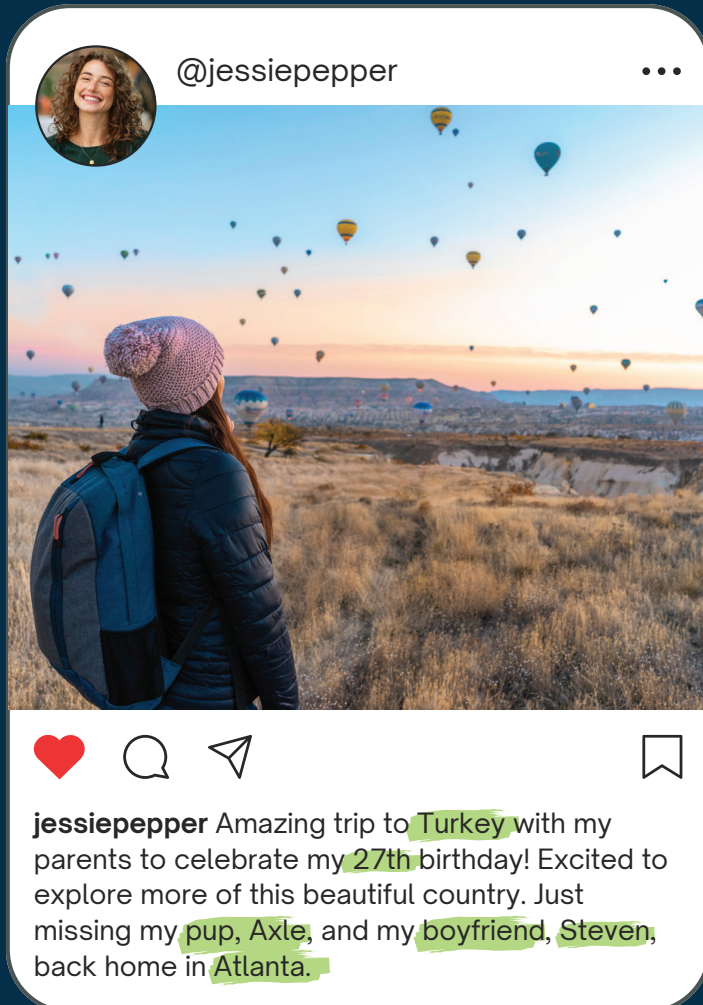 @jessiepepper
jessiepepper Amazing trip to Turkey with my
parents to celebrate my 27th birthday! Excited to
explore more of this beautiful country. Just
missing my pup, Axle, and my boyfriend, Steven,
back home in Atlanta.